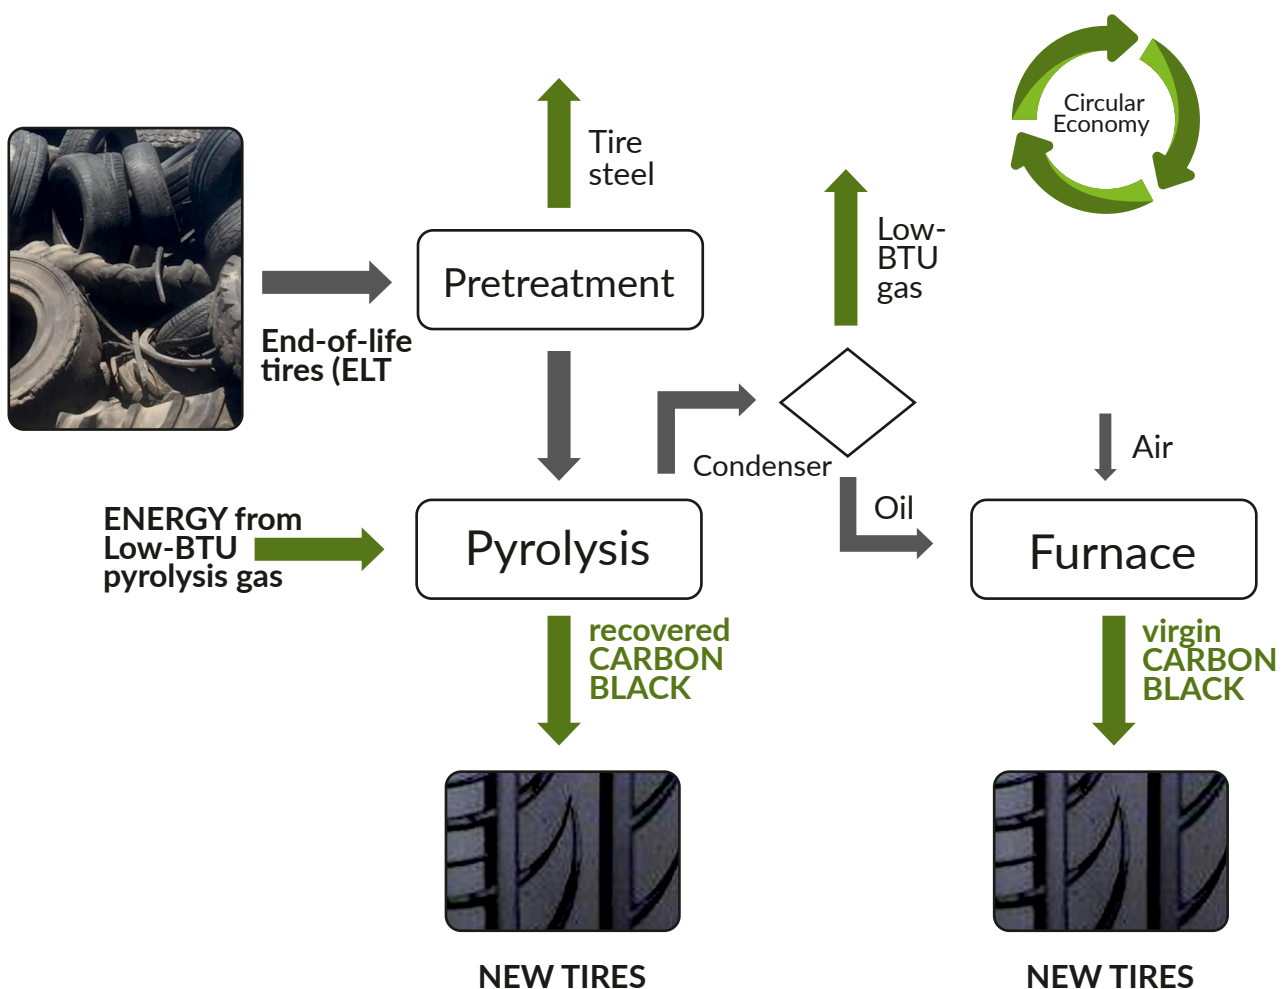 Circular
Economy
Tire
steel
Low-
BTU
gas
Pretreatment
End-of-life
tires (ELT
Condenser
Air
Oil
ENERGY from
Low-BTU
pyrolysis gas
Pyrolysis
Furnace
recovered
CARBON
BLACK
virgin
CARBON
BLACK
NEW TIRES
NEW TIRES